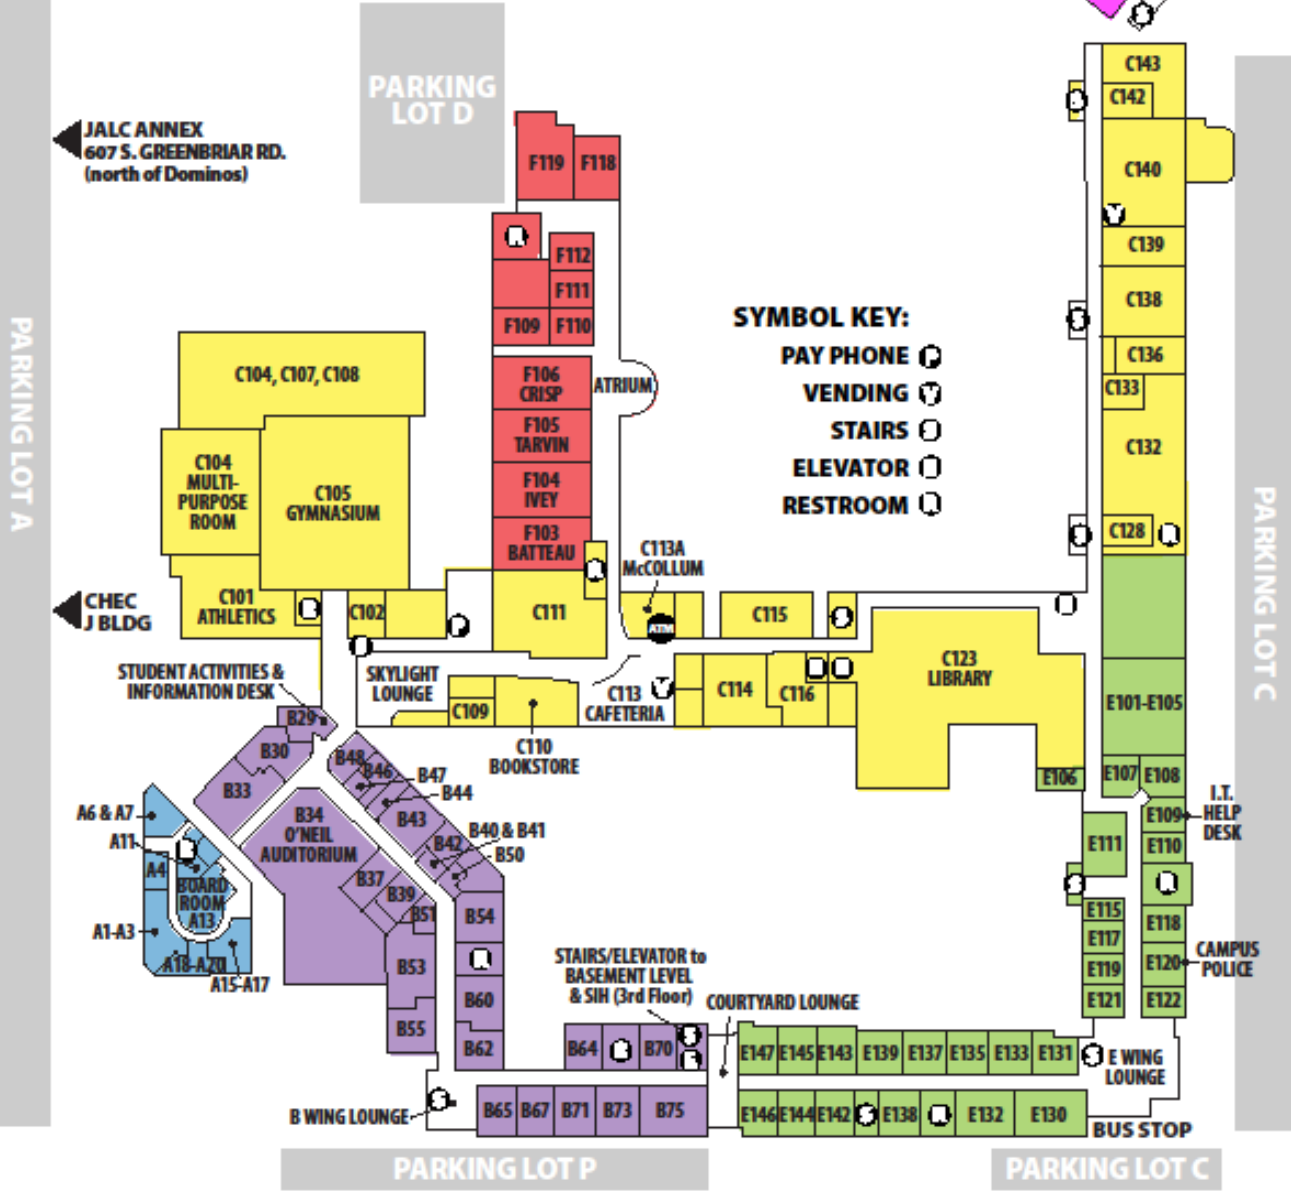 PARKING
LOT D
C143
C142
JALC ANNEX
607 S. GREENBRIAR RD.
(north of Dominos)
F119
F118
C140
C139
F112
F111
F109
F110
C138
SYMBOL KEY:
PAY PHONE
VENDING
STAIRS
ELEVATOR
RESTROOM
PARKING LOT A
C104, C107, C108
F106
CRISP
ATRIUM
C136
C133
F105
TARVIN
C132
C104
MULTI-
PURPOSE
ROOM
C105
GYMNASIUM
F104
IVEY
PARKING LOT C
F103
BATTEAU
C128
C113A
McCOLLUM
CHEC
J BLDG
C101
ATHLETICS
C102
C111
ATM
C115
STUDENT ACTIVITIES &
INFORMATION DESK
SKYLIGHT
LOUNGE
C109
C110
BOOKSTORE
C113
CAFETERIA
C114
C116
C123
LIBRARY
E101-E105
B29
B30
B33
B48
B46
B47
B44
B43
B42
B40 & B41
B50
E106
E107
E108
E109
I.T.
HELP
DESK
E110
E111
A6 & A7
A11
A4
BOARD
ROOM
A13
A1-A3
A18-A20
A15-A17
B34
O'NEIL
AUDITORIUM
B37
B39
B51
B54
B53
B60
B55
B62
E115
E117
E118
E119
E120
CAMPUS
POLICE
E121
E122
STAIRS/ELEVATOR to
BASEMENT LEVEL
& SIH (3rd Floor)
COURTYARD LOUNGE
B64
B70
E147
E145
E143
E139
E137
E135
E133
E131
E WING
LOUNGE
B WING LOUNGE
B65
B67
B71
B73
B75
E146
E144
E142
E138
E132
E130
BUS STOP
PARKING LOT P
PARKING LOT C